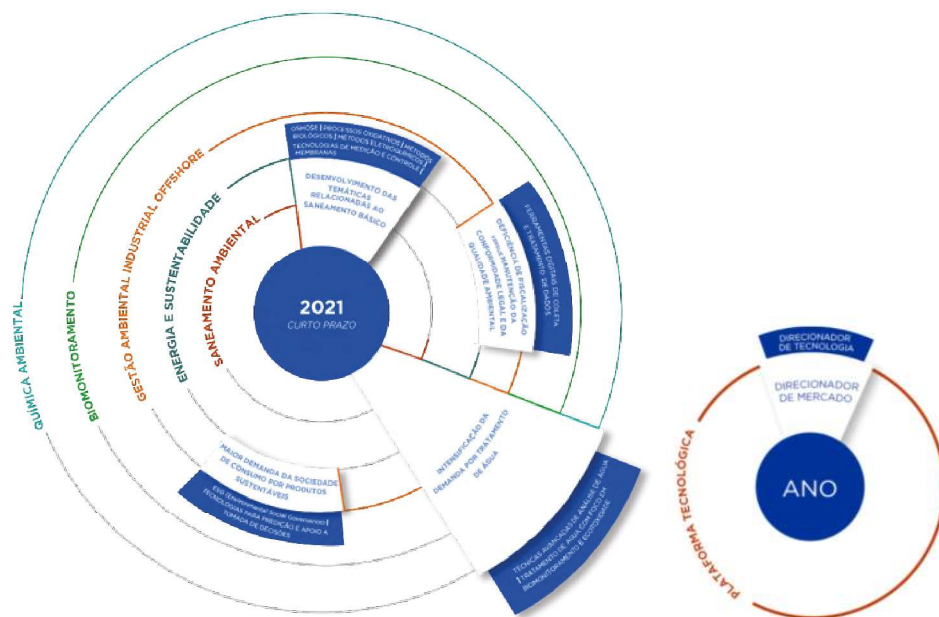 QUÍMICA AMBIENTAL
BIOMONITORAMENTO
GESTÃO AMBIENTAL INDUSTRIAL OFFSHORE
ENERGIA E SUSTENTABILIDADE
SANEAMENTO AMBIENTAL
2021
CURTO PRAZO
OSMOSE | PROCESSOS OXIDATIVOS | MÉTODOS
BIOLÓGICOS | MÉTODOS ELETROQUÍMICOS |
TECNOLOGIAS DE MEDIÇÃO E CONTROLE |
MEMBRANAS
DESENVOLVIMENTO DAS
TEMÁTICAS
RELACIONADAS AO
SANEAMENTO BÁSICO
FERRAMENTAS DIGITAIS DE COLETA
E TRATAMENTO DE DADOS
DEFICIÊNCIA DE FISCALIZAÇÃO
versus MANUTENÇÃO DA
CONFORMIDADE LEGAL E DA
QUALIDADE AMBIENTAL
INTENSIFICAÇÃO DA
DEMANDA POR TRATAMENTO
DE ÁGUA
TÉCNICAS AVANÇADAS DE ANÁLISE DE ÁGUA
| TRATAMENTO DE ÁGUA COM FOCO EM
BIOMONITORAMENTO E ECOTOXIDADE
MAIOR DEMANDA DA SOCIEDADE
DE CONSUMO POR PRODUTOS
SUSTENTÁVEIS
(Environmental Social Governance) |
TECNOLOGIAS PARA PREDIÇÃO E APOIO A
TOMADA DE DECISÕES
DIRECIONADOR
DE TECNOLOGIA
DIRECIONADOR
DE MERCADO
ANO
PLATAFORMA TECNOLÓGICA